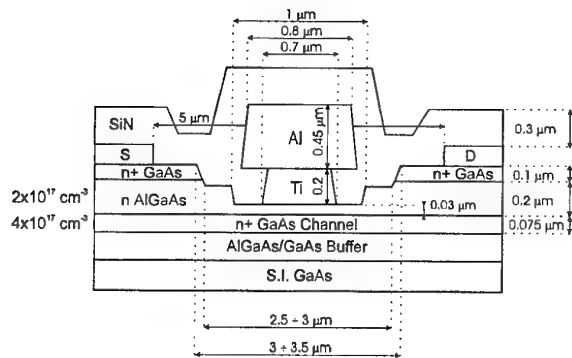 1 μm
0.8 μm
0.7 μm
5 μm
SiN
Al
0.45 μm
0.3 μm
S
D
n+ GaAs
Ti
0.2
n+ GaAs
0.1 μm
2x10¹⁷ cm⁻³
n AlGaAs
0.03 μm
0.2 μm
4x10¹⁷ cm⁻³
n+ GaAs Channel
0.075 μm
AlGaAs/GaAs Buffer
S.I. GaAs
2.5 ÷ 3 μm
3 ÷ 3.5 μm